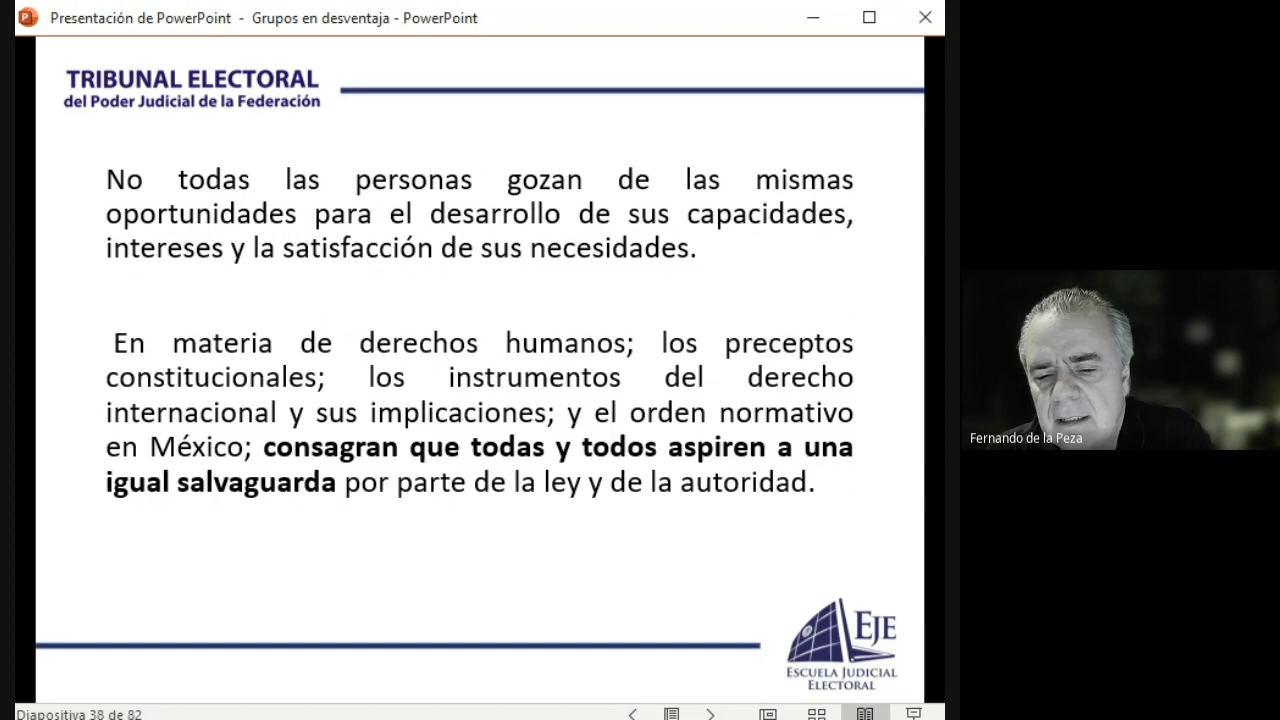 Presentación de PowerPoint - Grupos en desventaja - PowerPoint
TRIBUNAL ELECTORAL
del Poder Judicial de la Federación
No todas las personas gozan de las mismas
oportunidades para el desarrollo de sus capacidades,
intereses y la satisfacción de sus necesidades.
En materia de derechos humanos; los preceptos
constitucionales; los instrumentos del derecho
internacional y sus implicaciones; y el orden normativo
en México; consagran que todas y todos aspiren a una
igual salvaguarda por parte de la ley y de la autoridad.
EJE
ESCUELA JUDICIAL
ELECTORAL
Diapositiva 38 de 82
Fernando de la Peza